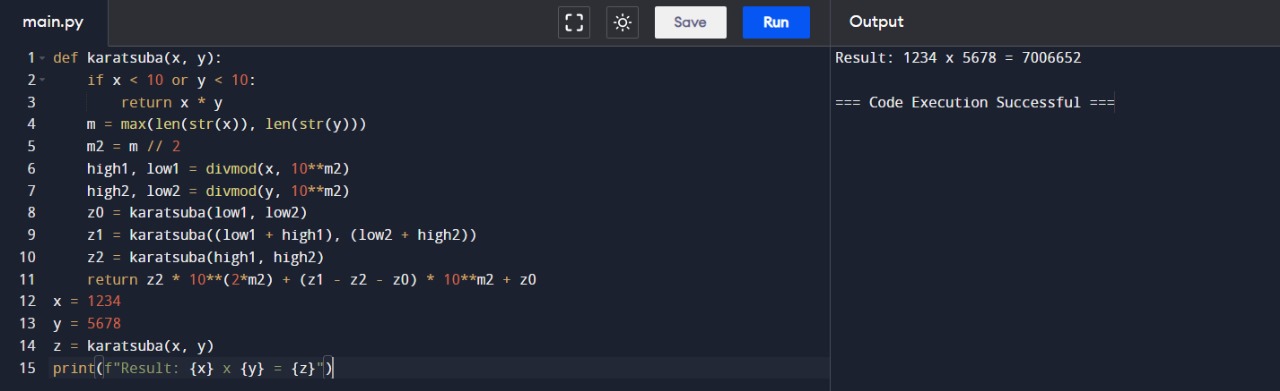 main.py Save Run Output
1 def karatsuba(x, y):
2     if x < 10 or y < 10:
3         return x * y
4     m = max(len(str(x)), len(str(y)))
5     m2 = m // 2
6     high1, low1 = divmod(x, 10**m2)
7     high2, low2 = divmod(y, 10**m2)
8     z0 = karatsuba(low1, low2)
9     z1 = karatsuba((low1 + high1), (low2 + high2))
10     z2 = karatsuba(high1, high2)
11     return z2 * 10**(2*m2) + (z1 - z2 - z0) * 10**m2 + z0
12 x = 1234
13 y = 5678
14 z = karatsuba(x, y)
15 print(f"Result: {x} x {y} = {z}")
Result: 1234 x 5678 = 7006652
=== Code Execution Successful ===